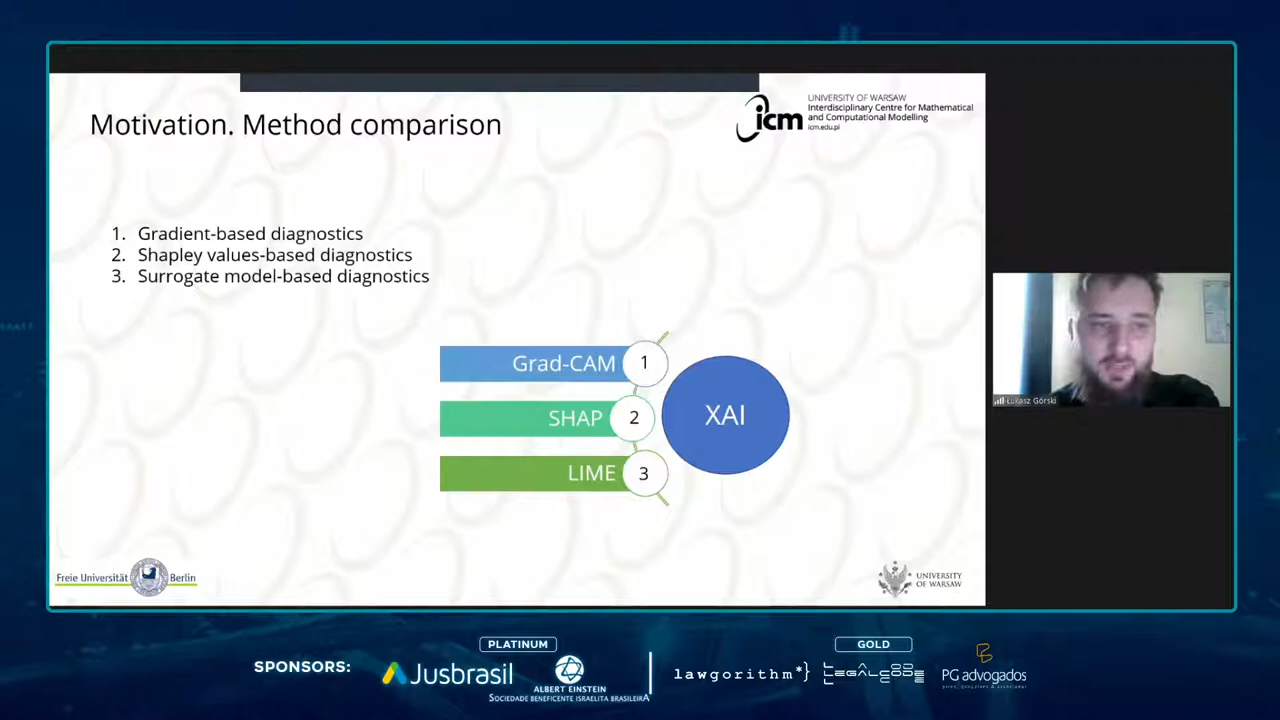 Motivation. Method comparison
icm
UNIVERSITY OF WARSAW
Interdisciplinary Centre for Mathematical
and Computational Modelling
icm.edu.pl
1. Gradient-based diagnostics
2. Shapley values-based diagnostics
3. Surrogate model-based diagnostics
Grad-CAM 1
SHAP 2
LIME 3
XAI
Łukasz Górski
Freie Universität Berlin
UNIVERSITY
OF WARSAW
SPONSORS:
PLATINUM
Jusbrasil
ALBERT EINSTEIN
SOCIEDADE BENEFICENTE ISRAELITA BRASILEIRA
GOLD
lawgorithm*}
LEGALCODE
PG advogados